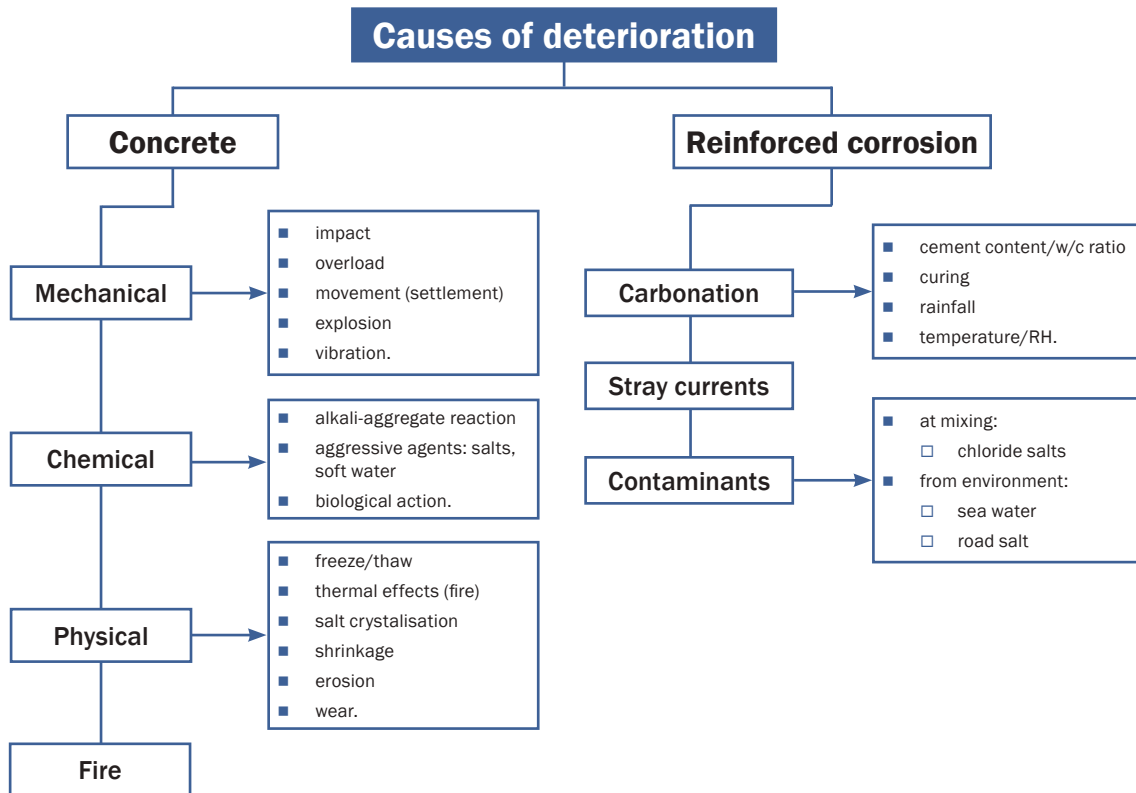 Causes of deterioration
Concrete
Mechanical
impact
overload
movement (settlement)
explosion
vibration.
Chemical
alkali-aggregate reaction
aggressive agents: salts,
soft water
biological action.
Physical
freeze/thaw
thermal effects (fire)
salt crystalisation
shrinkage
erosion
wear.
Fire
Reinforced corrosion
Carbonation
cement content/w/c ratio
curing
rainfall
temperature/RH.
Stray currents
Contaminants
at mixing:
chloride salts
from environment:
sea water
road salt